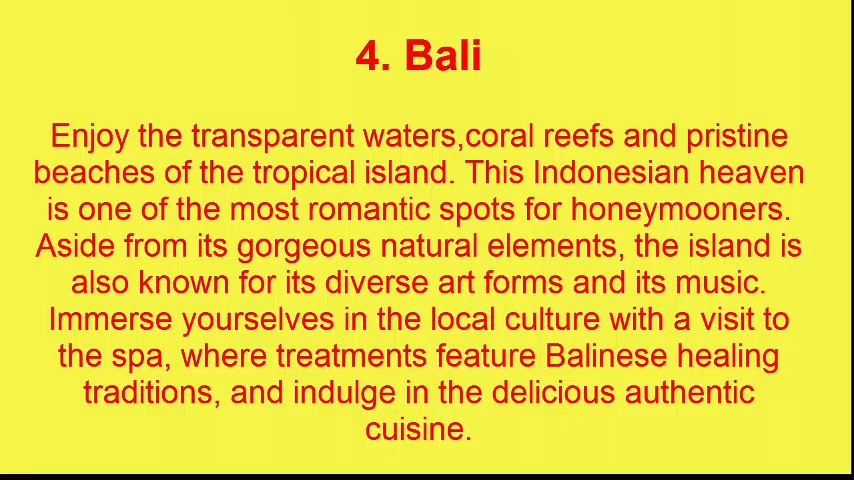 4. Bali
Enjoy the transparent waters,coral reefs and pristine
beaches of the tropical island. This Indonesian heaven
is one of the most romantic spots for honeymooners.
Aside from its gorgeous natural elements, the island is
also known for its diverse art forms and its music.
Immerse yourselves in the local culture with a visit to
the spa, where treatments feature Balinese healing
traditions, and indulge in the delicious authentic
cuisine.